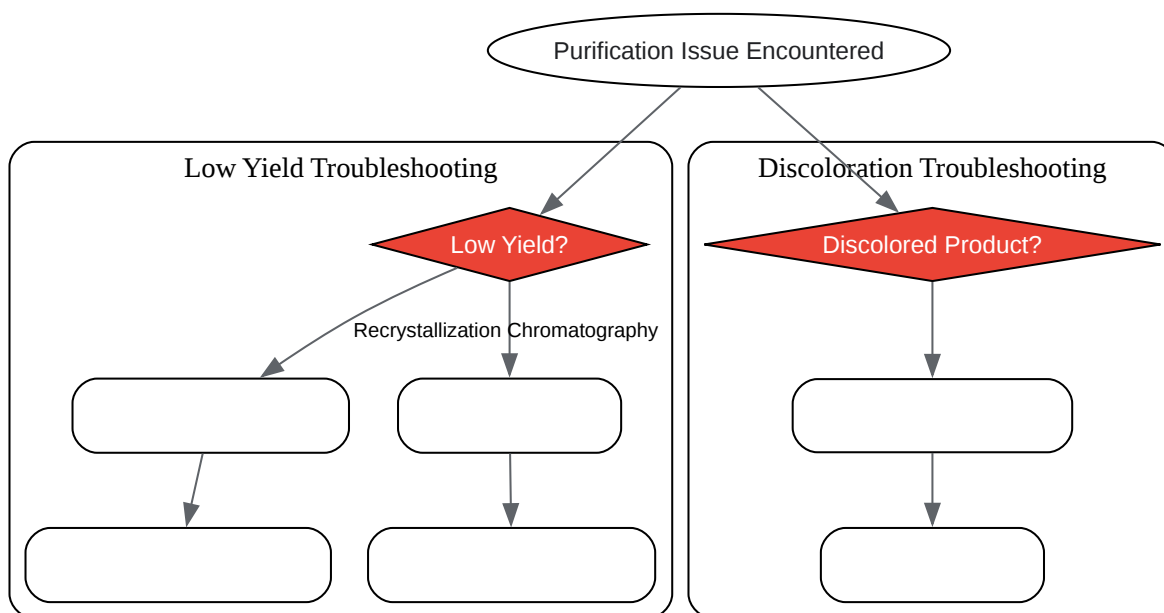 Purification Issue Encountered
Low Yield Troubleshooting
Discoloration Troubleshooting
Low Yield?
Discolored Product?
Recrystallization
Chromatography